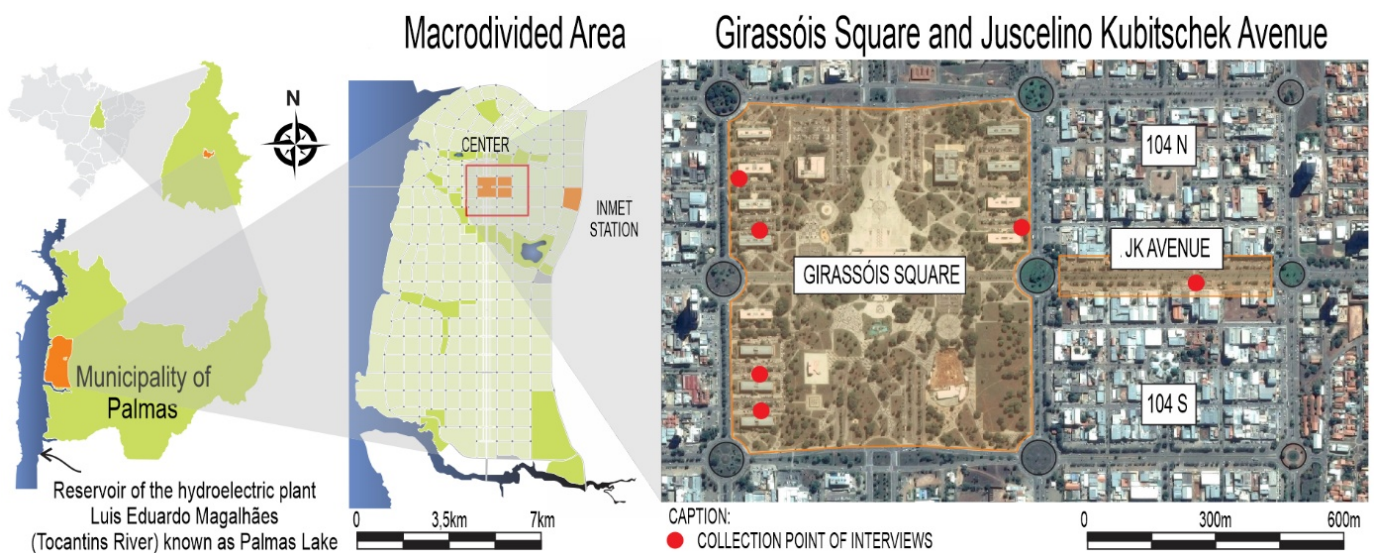 Macrodivided Area
Girassóis Square and Juscelino Kubitschek Avenue
N
CENTER
INMET
STATION
Municipality of
Palmas
Reservoir of the hydroelectric plant
Luis Eduardo Magalhães
(Tocantins River) known as Palmas Lake
0 3,5km 7km
104 N
JK AVENUE
GIRASSÓIS SQUARE
104 S
CAPTION:
COLLECTION POINT OF INTERVIEWS
0 300m 600m